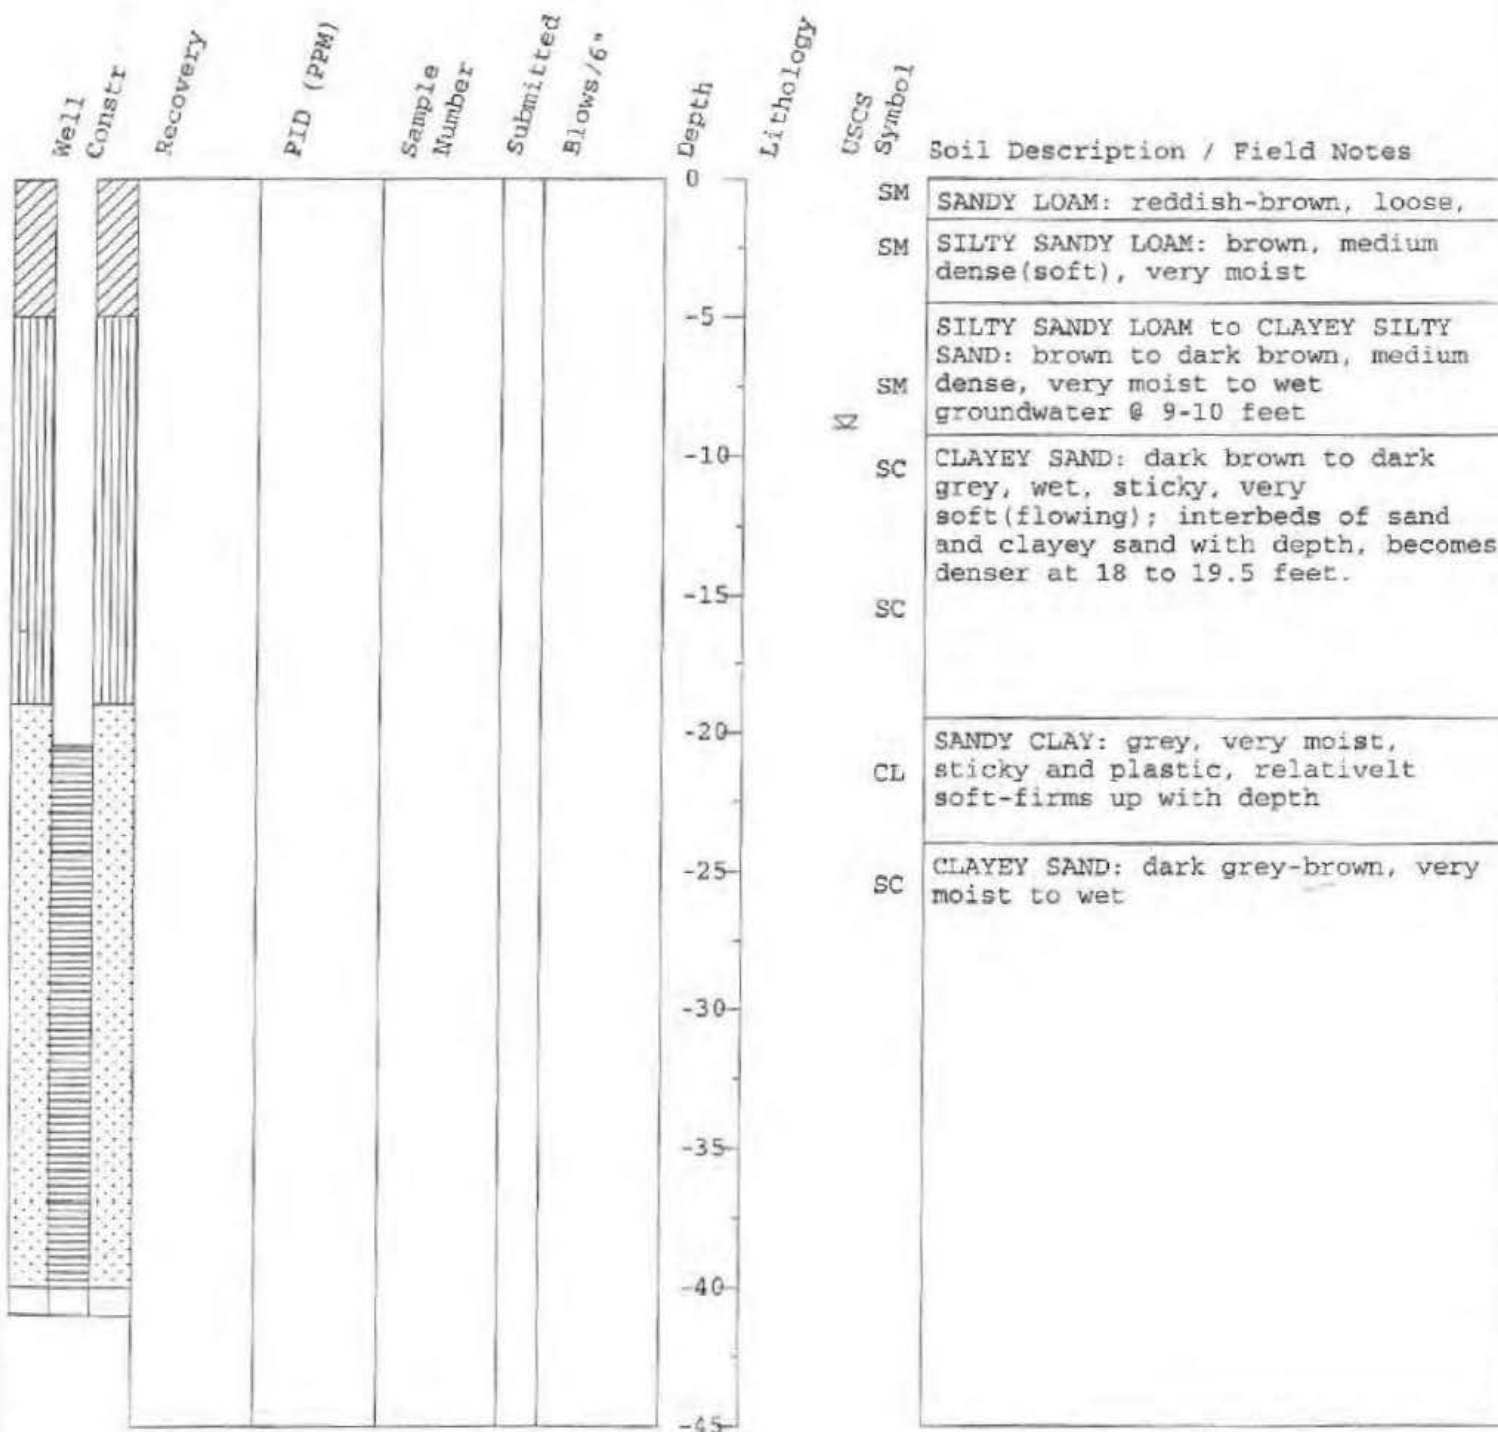 Well
Constr
Recovery
PID (PPM)
Sample
Number
Submitted
Blows/6"
Depth
Lithology
USCS
Symbol
Soil Description / Field Notes
0
SM
SANDY LOAM: reddish-brown, loose,
SM
SILTY SANDY LOAM: brown, medium
dense(soft), very moist
-5
SILTY SANDY LOAM to CLAYEY SILTY
SAND: brown to dark brown, medium
SM
dense, very moist to wet
groundwater @ 9-10 feet
-10
SC
CLAYEY SAND: dark brown to dark
grey, wet, sticky, very
soft(flowing); interbeds of sand
and clayey sand with depth, becomes
denser at 18 to 19.5 feet.
-15
SC
-20
SANDY CLAY: grey, very moist,
CL
sticky and plastic, relativelt
soft-firms up with depth
-25
SC
CLAYEY SAND: dark grey-brown, very
moist to wet
-30
-35
-40
-45